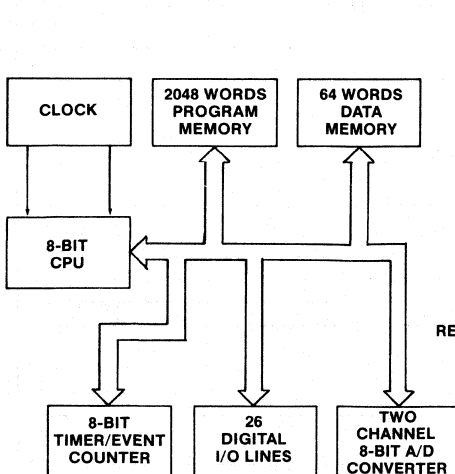 CLOCK
2048 WORDS
PROGRAM
MEMORY
64 WORDS
DATA
MEMORY
8-BIT
CPU
RE
8-BIT
TIMER/EVENT
COUNTER
26
DIGITAL
I/O LINES
TWO
CHANNEL
8-BIT A/D
CONVERTER